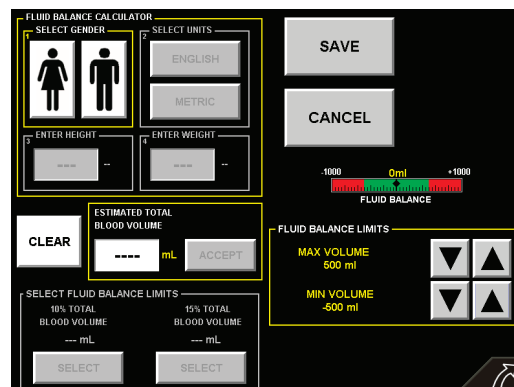 FLUID BALANCE CALCULATOR
1 SELECT GENDER
2 SELECT UNITS
ENGLISH
METRIC
3 ENTER HEIGHT
--- --
4 ENTER WEIGHT
--- --
SAVE
CANCEL
-1000 0ml +1000
FLUID BALANCE
CLEAR
ESTIMATED TOTAL
BLOOD VOLUME
---- mL
ACCEPT
FLUID BALANCE LIMITS
MAX VOLUME
500 ml
MIN VOLUME
-500 ml
SELECT FLUID BALANCE LIMITS
10% TOTAL
BLOOD VOLUME
--- mL
SELECT
15% TOTAL
BLOOD VOLUME
--- mL
SELECT